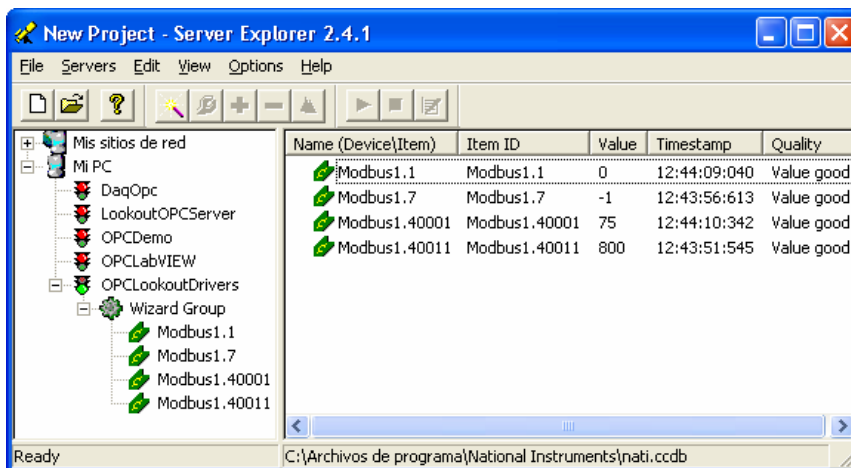 New Project - Server Explorer 2.4.1
File Servers Edit View Options Help
Mis sitios de red
Mi PC
DaqOpc
LookoutOPCServer
OPCDemo
OPCLabVIEW
OPCLookoutDrivers
Wizard Group
Modbus1.1
Modbus1.7
Modbus1.40001
Modbus1.40011
Name (Device\Item) Item ID Value Timestamp Quality
Modbus1.1 Modbus1.1 0 12:44:09:040 Value good
Modbus1.7 Modbus1.7 -1 12:43:56:613 Value good
Modbus1.40001 Modbus1.40001 75 12:44:10:342 Value good
Modbus1.40011 Modbus1.40011 800 12:43:51:545 Value good
Ready C:\Archivos de programa\National Instruments\nati.ccdb